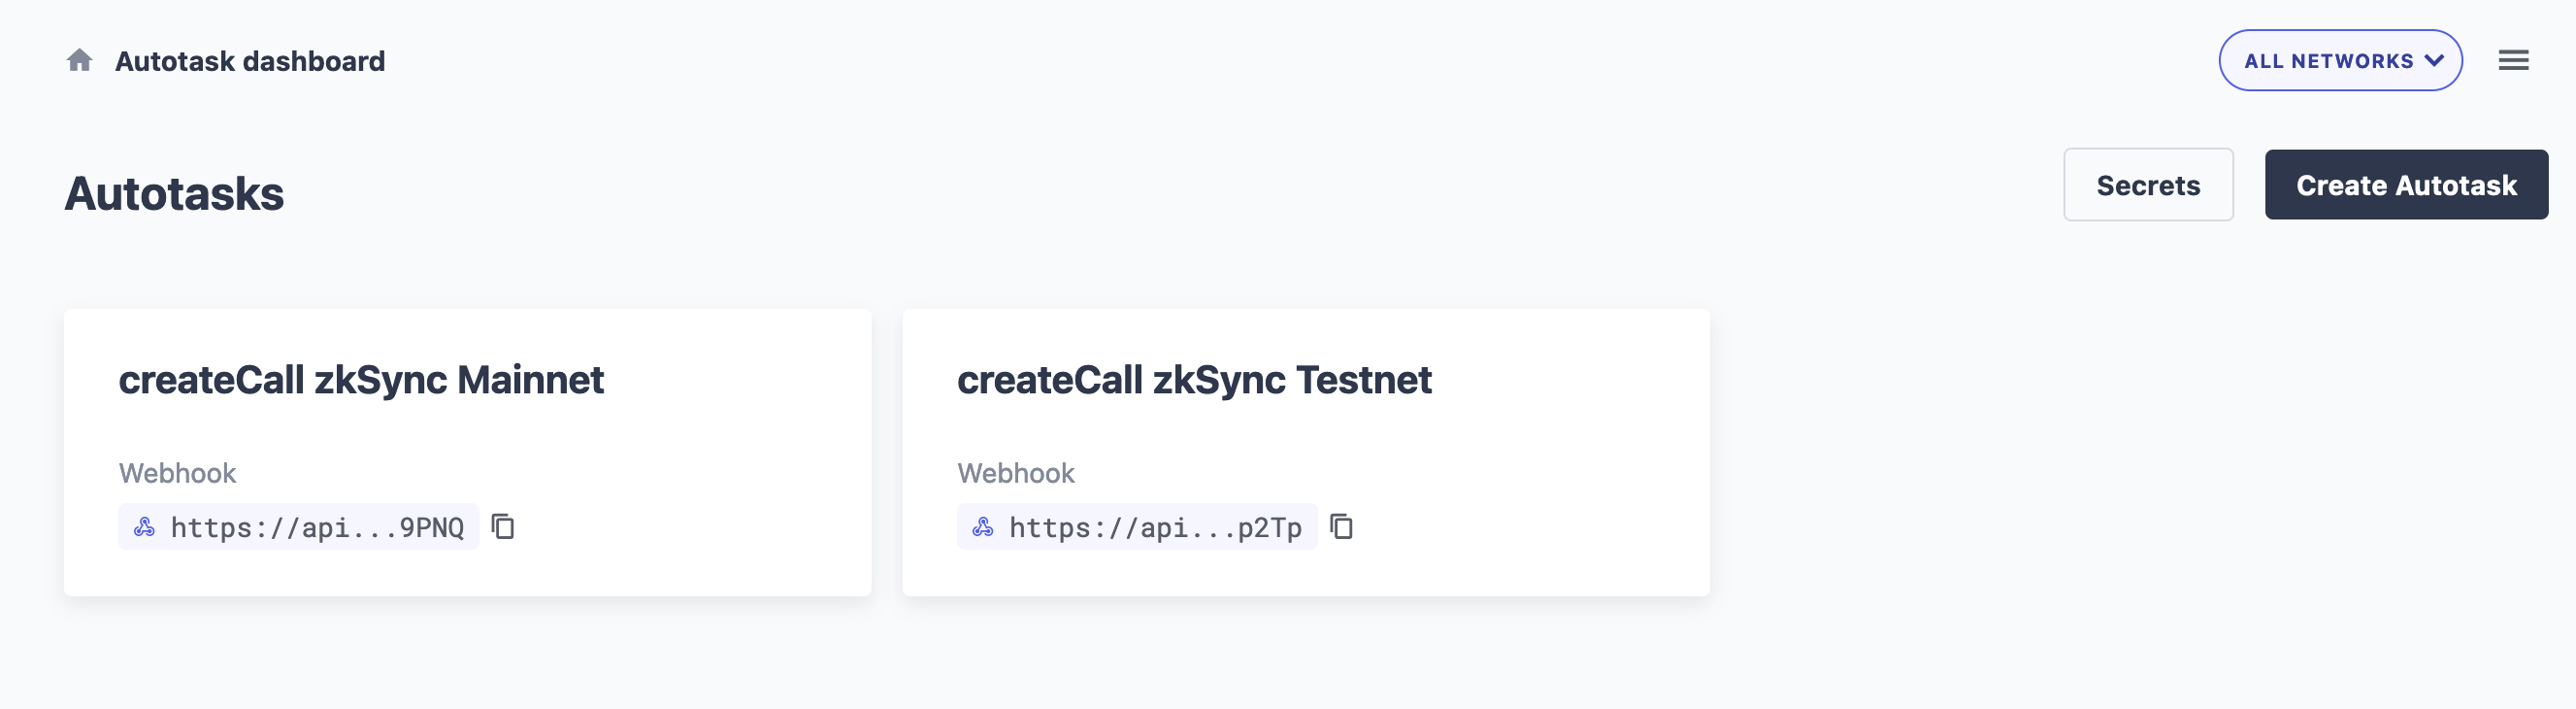 Autotask dashboard
ALL NETWORKS
Autotasks
Secrets
Create Autotask
createCall zkSync Mainnet
Webhook
https://api...9PNQ
createCall zkSync Testnet
Webhook
https://api...p2Tp